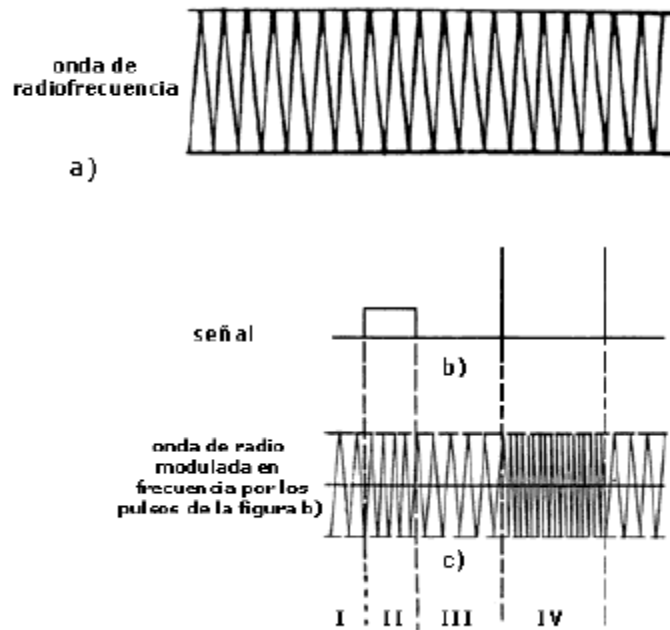 onda de
radiofrecuencia
a)
señal
b)
onda de radio
modulada en
frecuencia por los
pulsos de la figura b)
c)
I II III IV